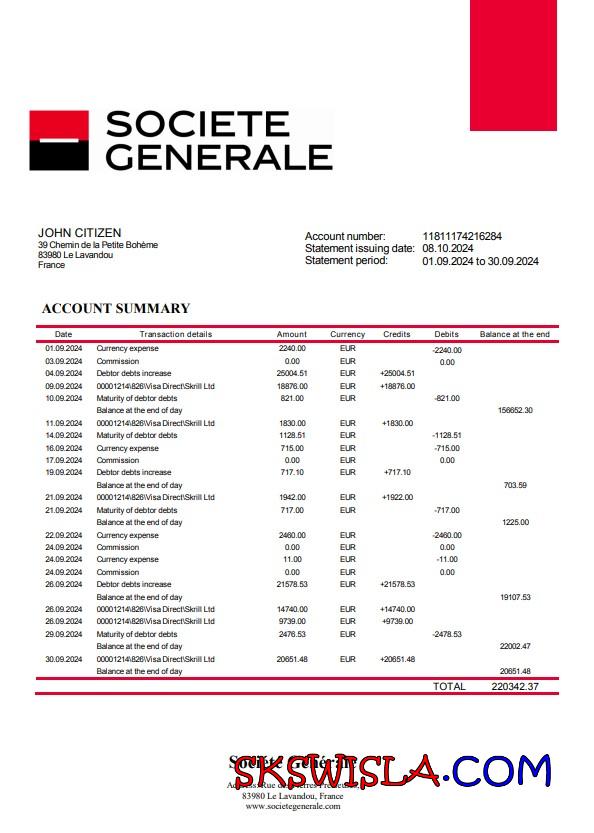 SOCIETE
GENERALE
JOHN CITIZEN
39 Chemin de la Petite Bohème
83980 Le Lavandou
France
Account number: 11811174216284
Statement issuing date: 08.10.2024
Statement period: 01.09.2024 to 30.09.2024
ACCOUNT SUMMARY
Date Transaction details Amount Currency Credits Debits Balance at the end
01.09.2024 Currency expense 2240.00 EUR -2240.00
03.09.2024 Commission 0.00 EUR 0.00
04.09.2024 Debtor debts increase 25004.51 EUR +25004.51
09.09.2024 00001214\826\Visa Direct\Skrill Ltd 18876.00 EUR +18876.00
10.09.2024 Maturity of debtor debts 821.00 EUR -821.00
Balance at the end of day 156652.30
11.09.2024 00001214\826\Visa Direct\Skrill Ltd 1830.00 EUR +1830.00
14.09.2024 Maturity of debtor debts 1128.51 EUR -1128.51
16.09.2024 Currency expense 715.00 EUR -715.00
17.09.2024 Commission 0.00 EUR 0.00
19.09.2024 Debtor debts increase 717.10 EUR +717.10
Balance at the end of day 703.59
21.09.2024 00001214\826\Visa Direct\Skrill Ltd 1942.00 EUR +1922.00
21.09.2024 Maturity of debtor debts 717.00 EUR -717.00
Balance at the end of day 1225.00
22.09.2024 Currency expense 2460.00 EUR -2460.00
24.09.2024 Commission 0.00 EUR 0.00
24.09.2024 Currency expense 11.00 EUR -11.00
24.09.2024 Commission 0.00 EUR 0.00
26.09.2024 Debtor debts increase 21578.53 EUR +21578.53
Balance at the end of day 19107.53
26.09.2024 00001214\826\Visa Direct\Skrill Ltd 14740.00 EUR +14740.00
26.09.2024 00001214\826\Visa Direct\Skrill Ltd 9739.00 EUR +9739.00
29.09.2024 Maturity of debtor debts 2476.53 EUR -2478.53
Balance at the end of day 22002.47
30.09.2024 00001214\826\Visa Direct\Skrill Ltd 20651.48 EUR +20651.48
Balance at the end of day 20651.48
TOTAL 220342.37
Société Générale
SKSWISLA.COM
83980 Le Lavandou, France
www.societegenerale.com